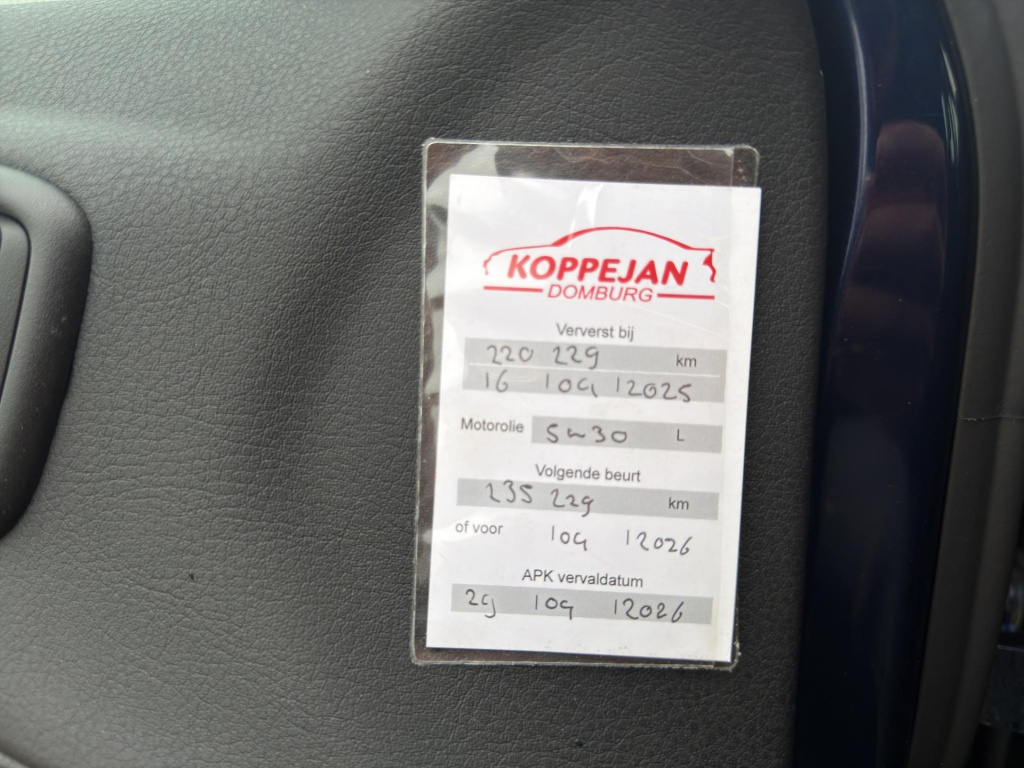 KOPPEJAN
DOMBURG
Ververst bij
220 229 km
16 / 09 / 2025
Motorolie 5w30 L
Volgende beurt
235 229 km
of voor / 09 / 2026
APK vervaldatum
29 / 09 / 2026